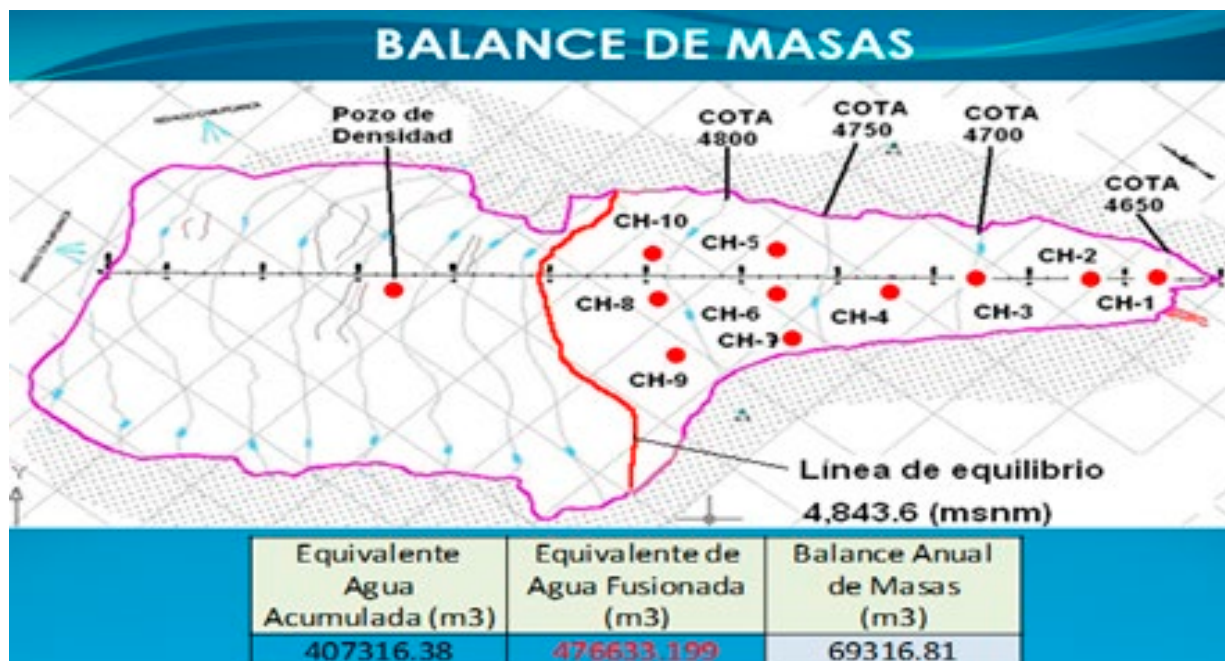 BALANCE DE MASAS
Pozo de
Densidad
COTA
4800
COTA
4750
COTA
4700
COTA
4650
CH-10
CH-5
CH-2
CH-8
CH-6
CH-4
CH-3
CH-1
CH-7
CH-9
Línea de equilibrio
4,843.6 (msnm)
Y
Equivalente
Agua
Acumulada (m3)
Equivalente de
Agua Fusionada
(m3)
Balance Anual
de Masas
(m3)
407316.38
476633.199
69316.81